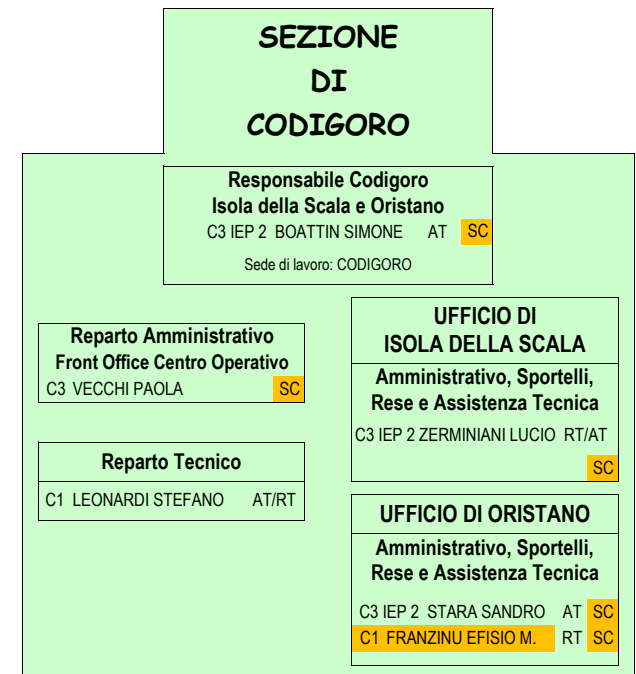 SEZIONE
DI
CODIGORO
Responsabile Codigoro
Isola della Scala e Oristano
C3 IEP 2 BOATTIN SIMONE AT SC
Sede di lavoro: CODIGORO
Reparto Amministrativo
Front Office Centro Operativo
C3 VECCHI PAOLA SC
Reparto Tecnico
C1 LEONARDI STEFANO AT/RT
UFFICIO DI
ISOLA DELLA SCALA
Amministrativo, Sportelli,
Rese e Assistenza Tecnica
C3 IEP 2 ZERMINIANI LUCIO RT/AT
SC
UFFICIO DI ORISTANO
Amministrativo, Sportelli,
Rese e Assistenza Tecnica
C3 IEP 2 STARA SANDRO AT SC
C1 FRANZINU EFISIO M. RT SC